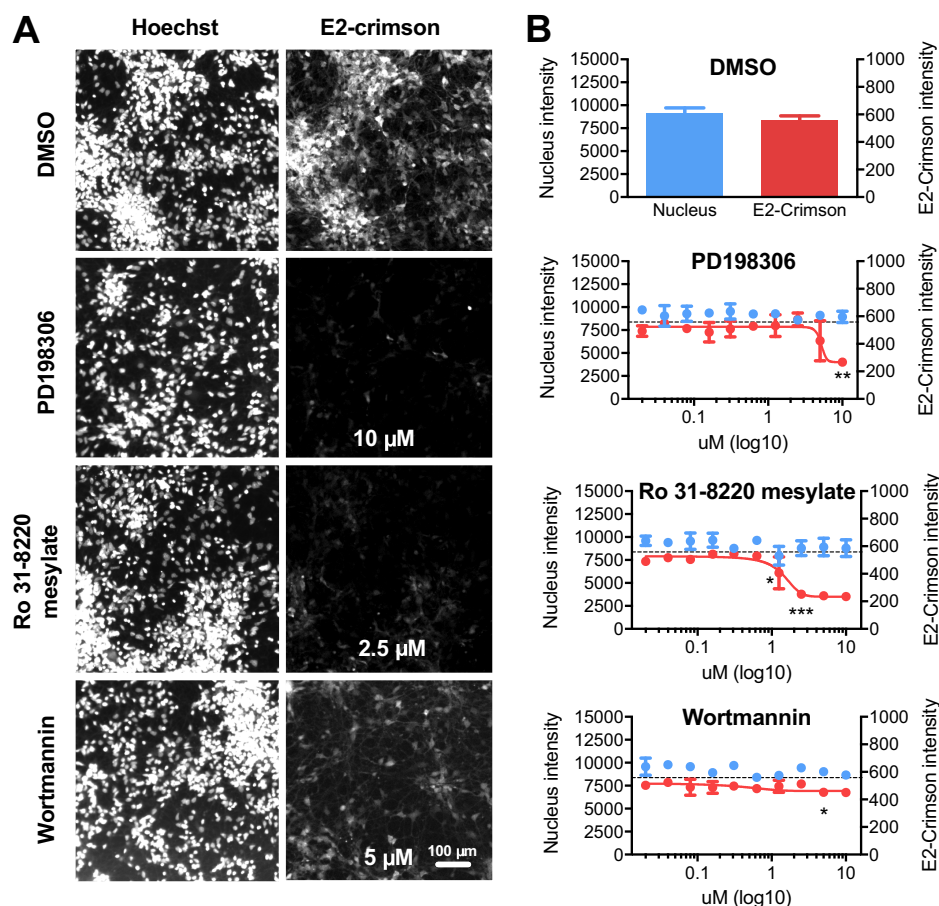 A
Hoechst
E2-crimson
DMSO
PD198306
10 µM
Ro 31-8220
mesylate
2.5 µM
Wortmannin
5 µM
100 µm
B
DMSO
Nucleus intensity
15000
12500
10000
7500
5000
2500
0
E2-Crimson intensity
1000
800
600
400
200
0
Nucleus
E2-Crimson
PD198306
Nucleus intensity
15000
12500
10000
7500
5000
2500
0
E2-Crimson intensity
1000
800
600
400
200
0
**
0.1
1
10
uM (log10)
Ro 31-8220 mesylate
Nucleus intensity
15000
12500
10000
7500
5000
2500
0
E2-Crimson intensity
1000
800
600
400
200
0
*
***
0.1
1
10
uM (log10)
Wortmannin
Nucleus intensity
15000
12500
10000
7500
5000
2500
0
E2-Crimson intensity
1000
800
600
400
200
0
*
0.1
1
10
uM (log10)